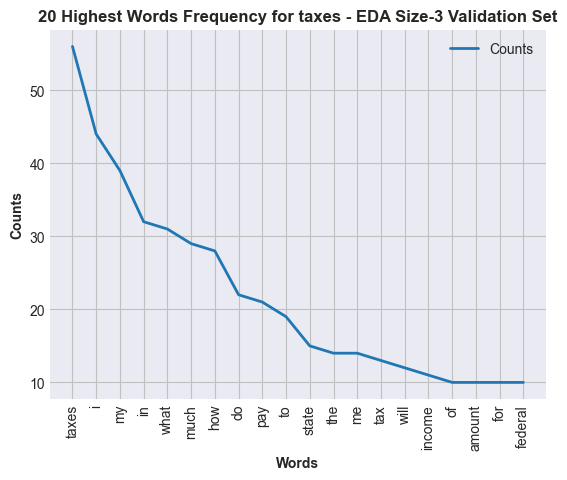 20 Highest Words Frequency for taxes - EDA Size-3 Validation Set
Counts
Counts
50
40
30
20
10
taxes
i
my
in
what
much
how
do
pay
to
state
the
me
tax
will
income
of
amount
for
federal
Words